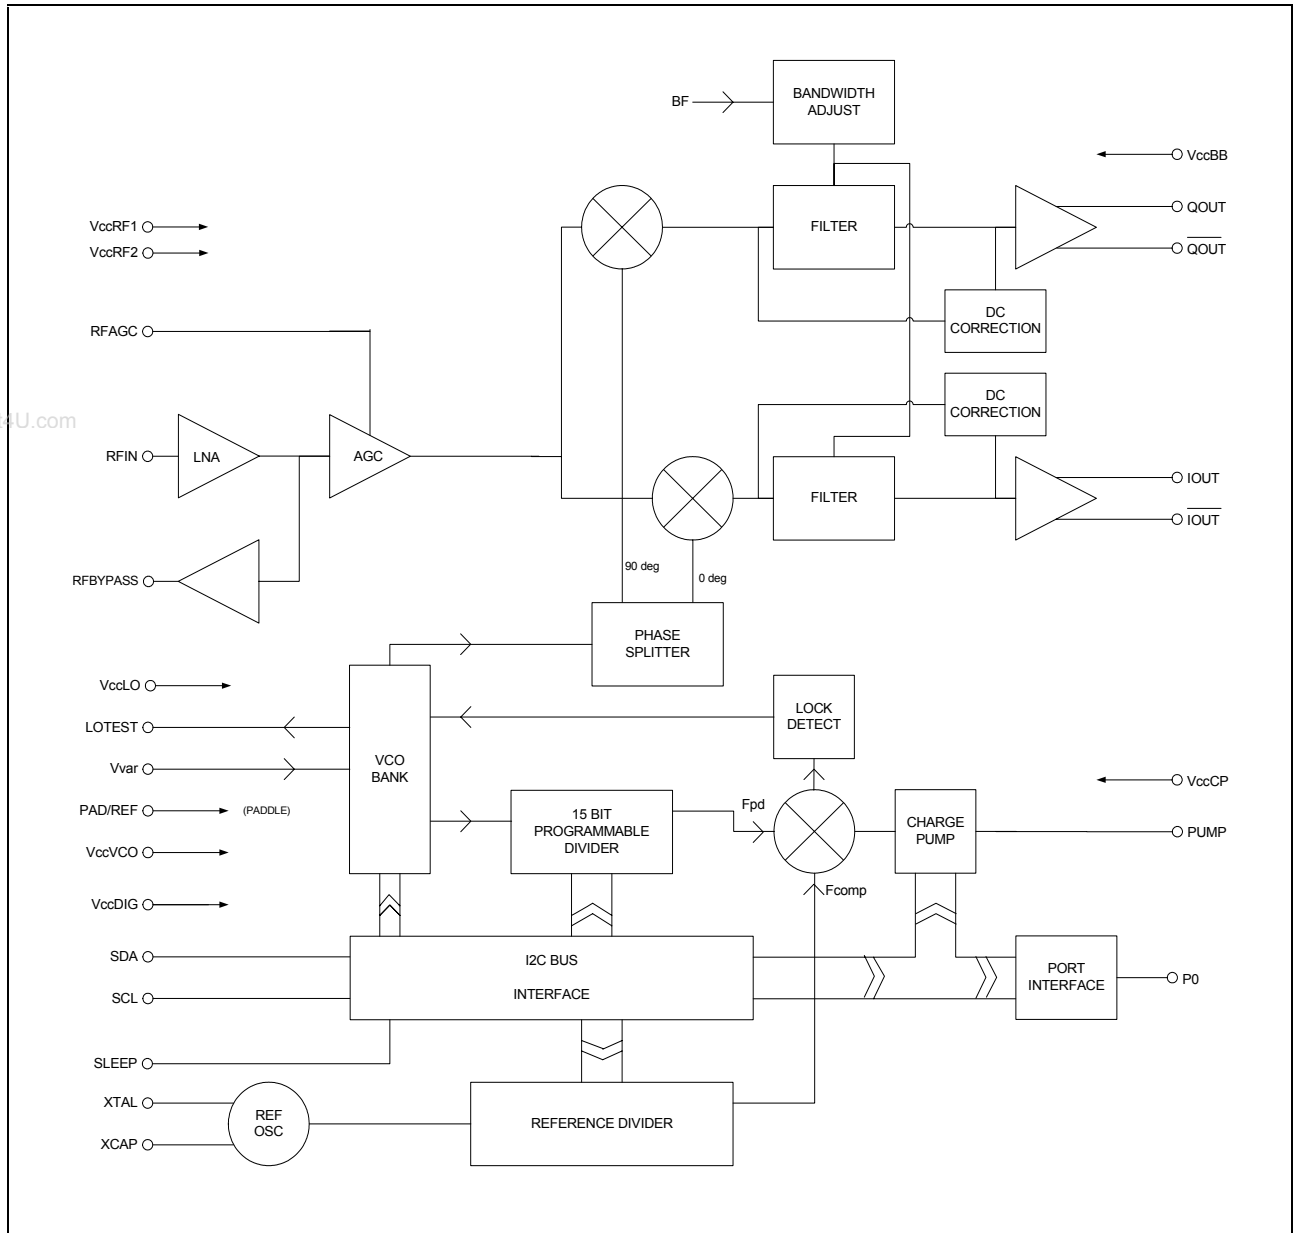 BANDWIDTH
ADJUST
BF
VccBB
VccRF1
VccRF2
FILTER
QOUT
QOUT
DC
CORRECTION
RFAGC
DC
CORRECTION
t4U.com
RFIN
LNA
AGC
FILTER
IOUT
IOUT
RFBYPASS
90 deg
0 deg
PHASE
SPLITTER
VccLO
LOTEST
LOCK
DETECT
Vvar
VCO
BANK
VccCP
PAD/REF
(PADDLE)
15 BIT
PROGRAMMABLE
DIVIDER
Fpd
CHARGE
PUMP
PUMP
VccVCO
Fcomp
VccDIG
SDA
I2C BUS
INTERFACE
PORT
INTERFACE
P0
SCL
SLEEP
XTAL
REF
OSC
REFERENCE DIVIDER
XCAP